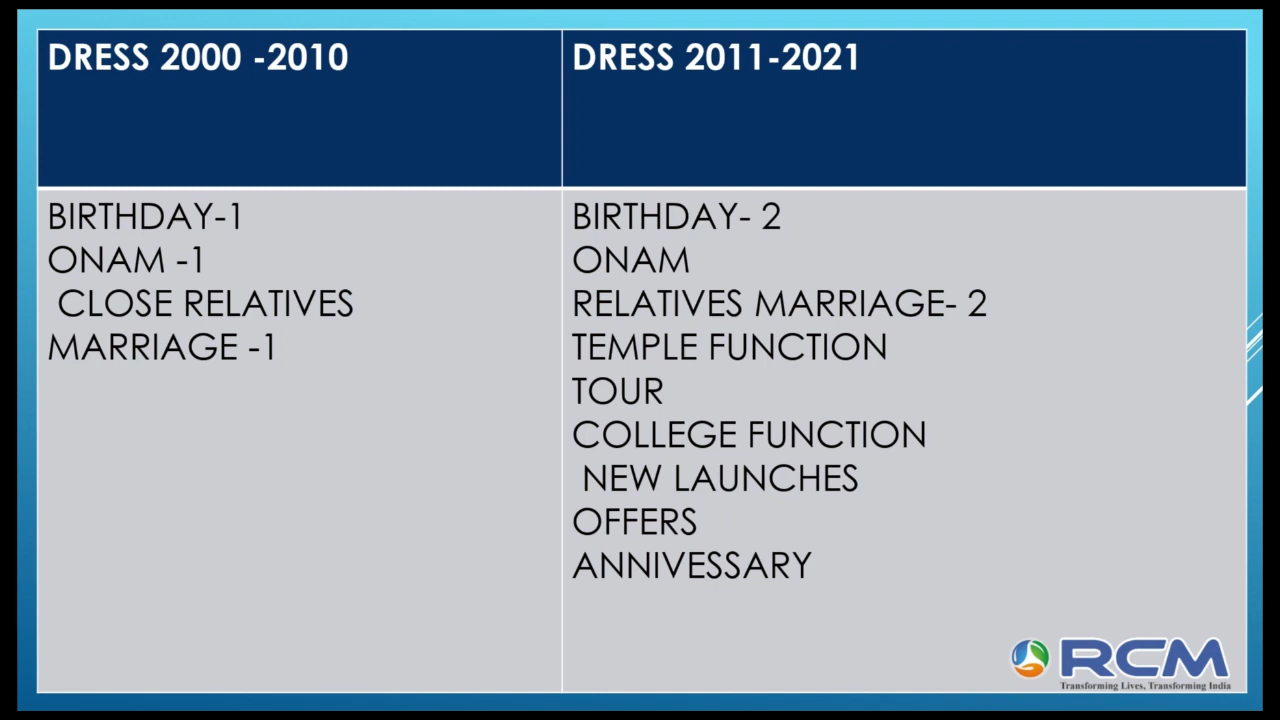 DRESS 2000 -2010
DRESS 2011-2021
BIRTHDAY-1
ONAM -1
CLOSE RELATIVES
MARRIAGE -1
BIRTHDAY- 2
ONAM
RELATIVES MARRIAGE- 2
TEMPLE FUNCTION
TOUR
COLLEGE FUNCTION
NEW LAUNCHES
OFFERS
ANNIVESSARY
RCM
Transforming Lives, Transforming India